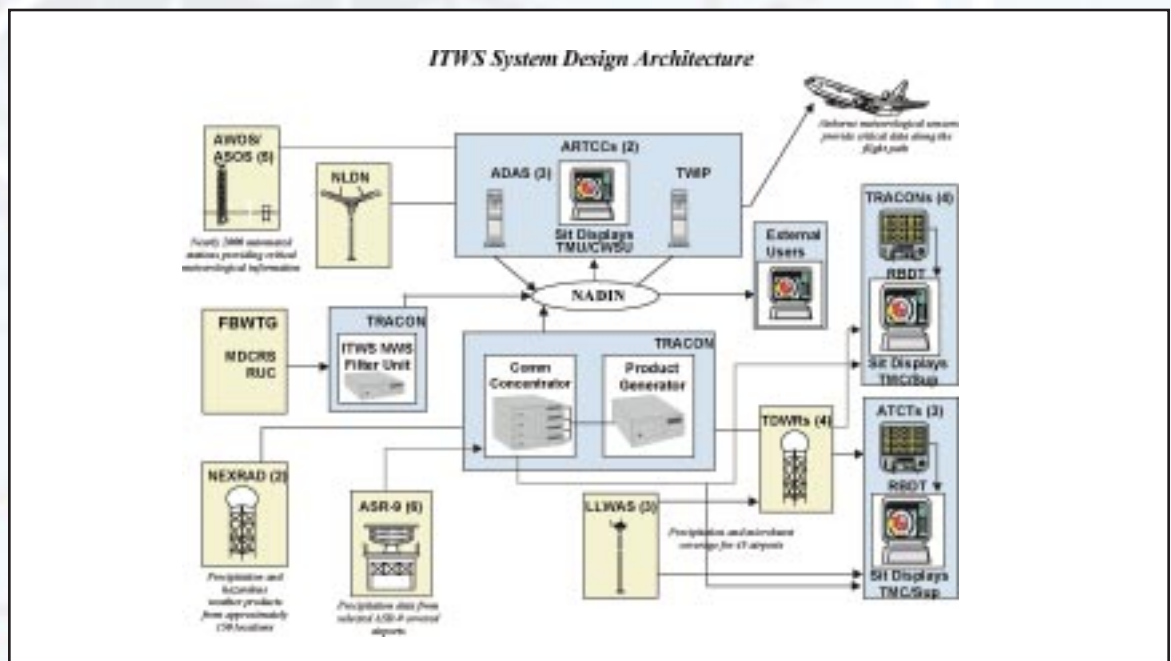 ITWS System Design Architecture
AWOS/
ASOS (5)
Nearly 2000 automated
stations providing critical
meteorological information
NLDN
ARTCCs (2)
ADAS (3)
TWIP
Sit Displays
TMU/CWSU
Airborne meteorological sensors
provide critical data along the
flight path
External
Users
NADIN
TRACONs (4)
RBDT
Sit Displays
TMC/Sup
FBWTG
MDCRS
RUC
TRACON
ITWS NWS
Filter Unit
TRACON
Comm
Concentrator
Product
Generator
TDWRs (4)
Precipitation and microburst
coverage for 45 airports
ATCTs (3)
RBDT
Sit Displays
TMC/Sup
NEXRAD (2)
Precipitation and
hazardous
weather products
from approximately
150 locations
ASR-9 (6)
Precipitation data from
selected ASR-9 covered
airports
LLWAS (3)